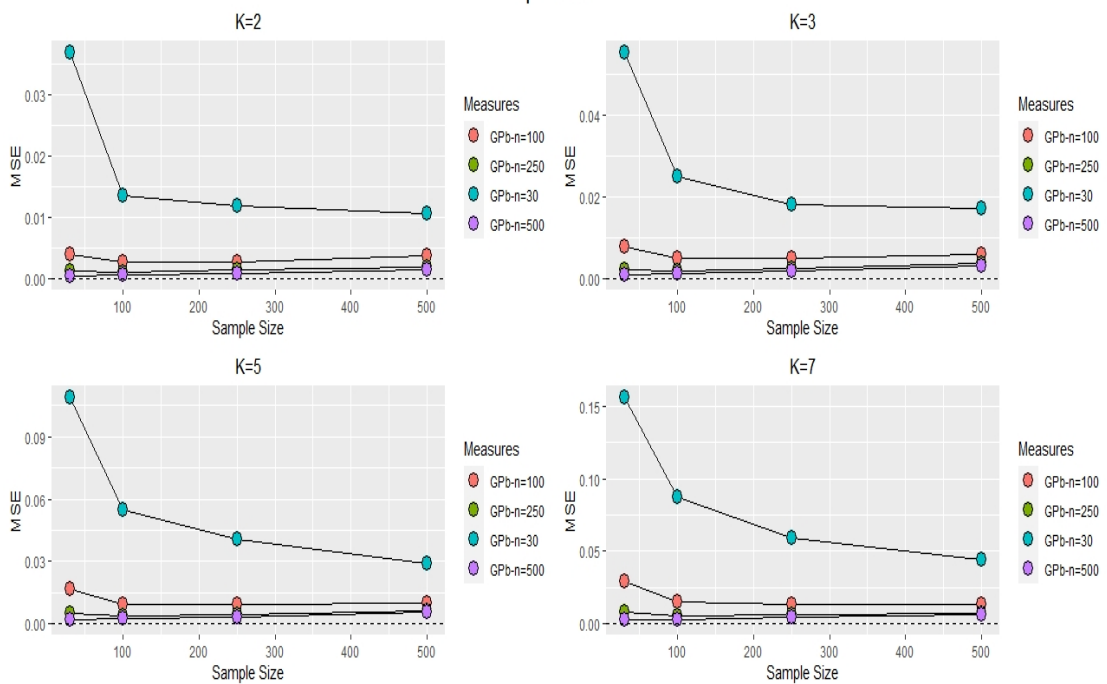 K=2
0.03
0.02
0.01
0.00
MSE
100
200
300
400
500
Sample Size
Measures
GPb-n=100
GPb-n=250
GPb-n=30
GPb-n=500
K=3
0.04
0.02
0.00
MSE
100
200
300
400
500
Sample Size
Measures
GPb-n=100
GPb-n=250
GPb-n=30
GPb-n=500
K=5
0.09
0.06
0.03
0.00
MSE
100
200
300
400
500
Sample Size
Measures
GPb-n=100
GPb-n=250
GPb-n=30
GPb-n=500
K=7
0.15
0.10
0.05
0.00
MSE
100
200
300
400
500
Sample Size
Measures
GPb-n=100
GPb-n=250
GPb-n=30
GPb-n=500